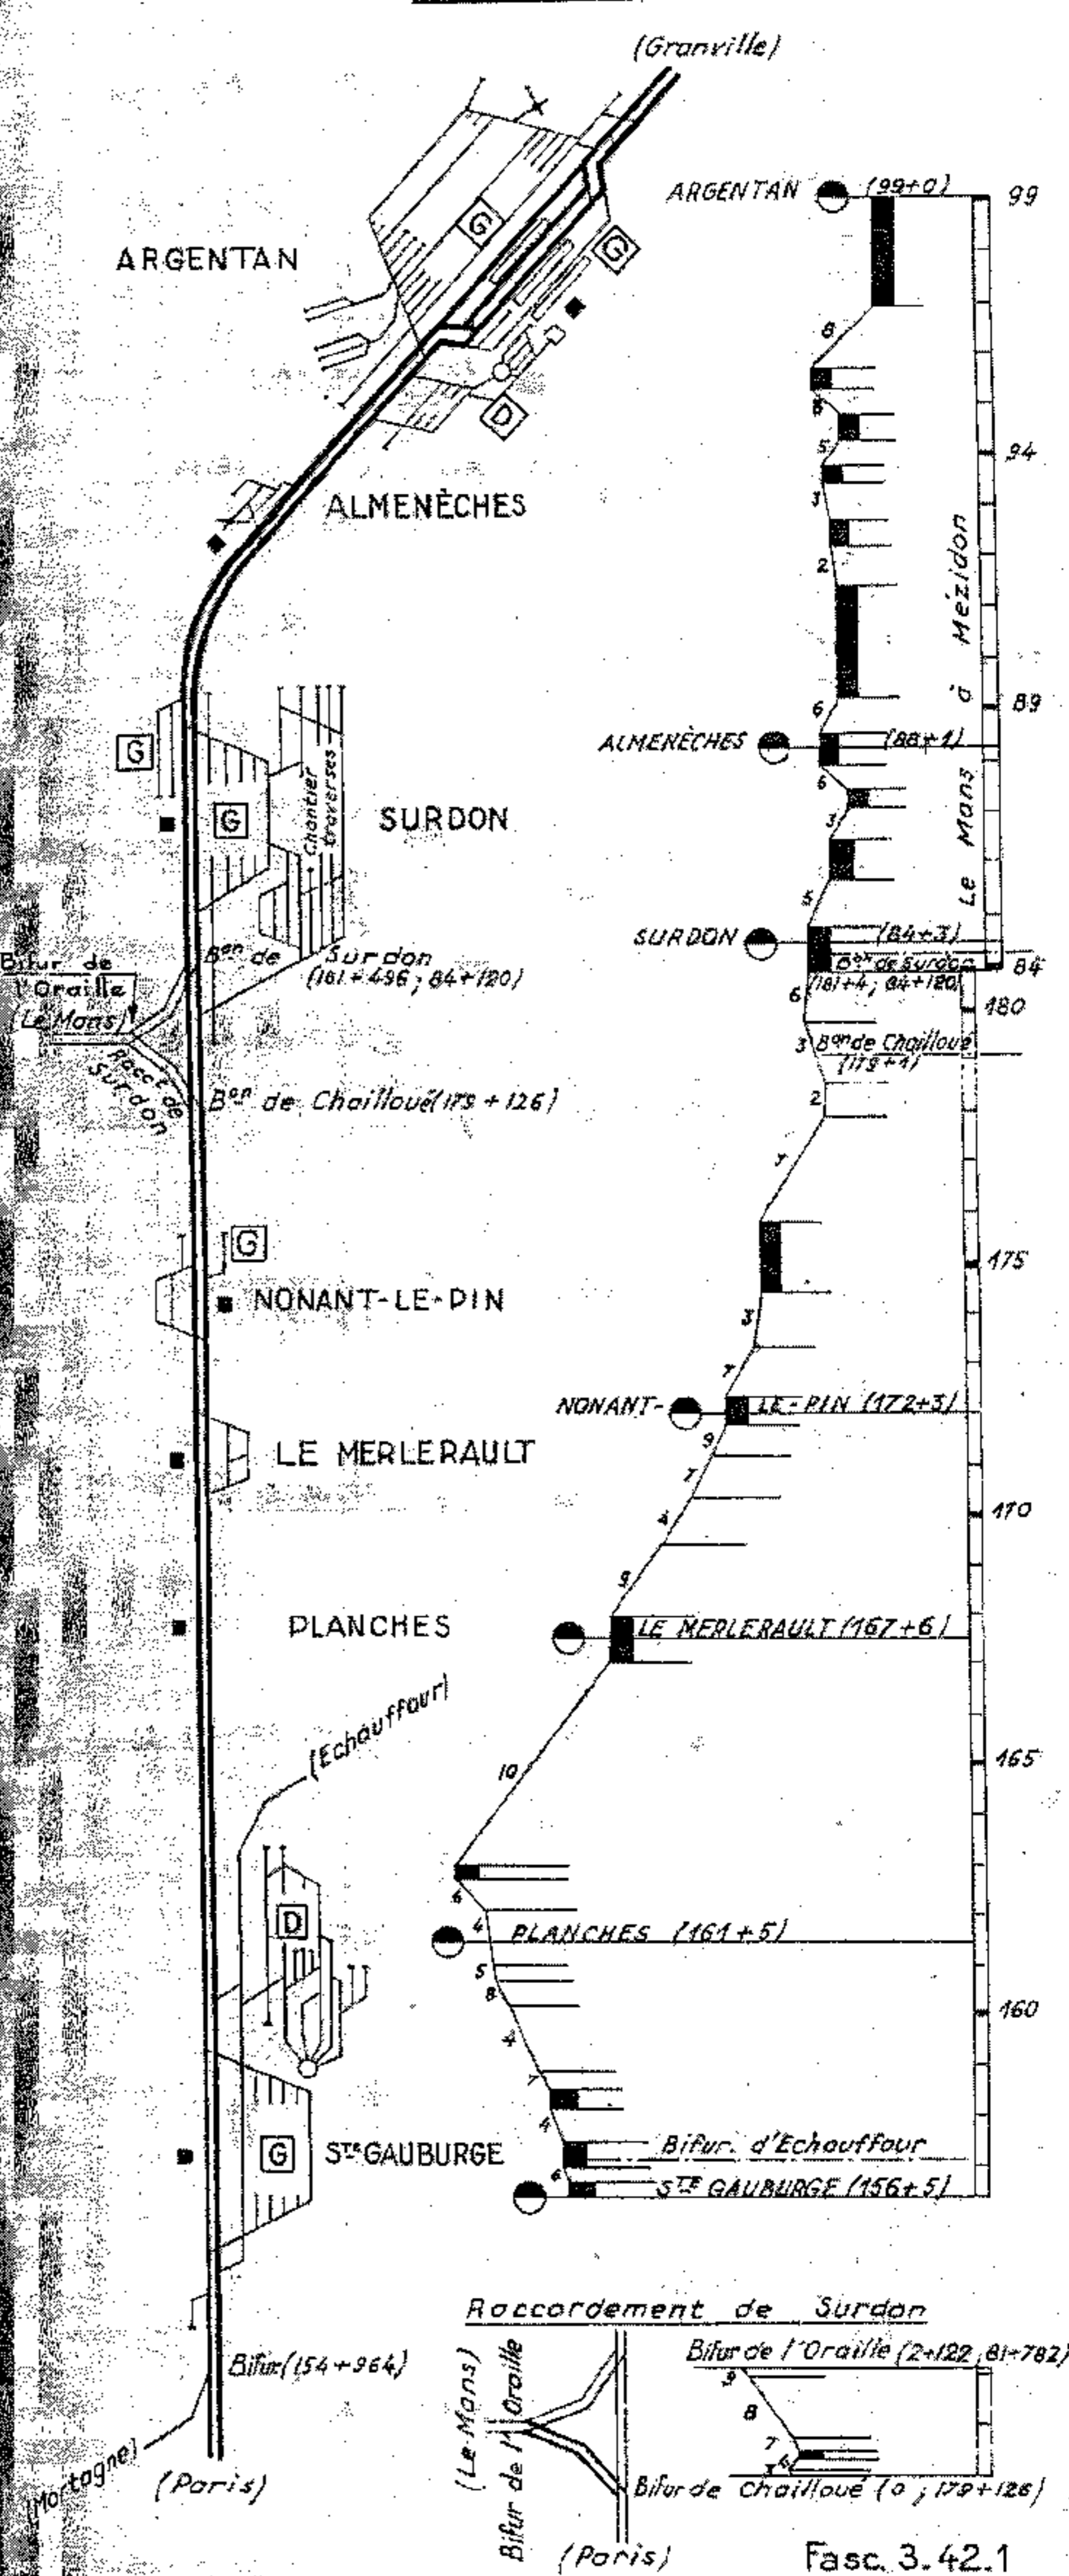 (Granville)
ARGENTAN
G
G
D
ALMENÈCHES
G
G
Chantier
traverses
SURDON
Bifur de
l'Oraille
(Le Mans)
Bon de Surdon
(181+496; 84+120)
Racct de
Surdon
Bon de Chailloué (179+126)
G
NONANT-LE-PIN
LE MERLERAULT
PLANCHES
(Echauffour)
D
G
STE GAUBURGE
Bifur (154+964)
(Mortagne)
(Paris)
ARGENTAN (99+0)
99
8
5
94
3
2
Le Mans à Mézidon
6
89
ALMENÈCHES (88+1)
6
3
5
SURDON (84+3)
Bon de Surdon
(181+4; 84+120)
84
6
180
3
Bon de Chailloué
(179+1)
2
7
175
3
7
NONANT-LE-PIN (172+3)
9
7
4
170
9
LE MERLERAULT (167+6)
165
10
6
4
PLANCHES (161+5)
5
8
160
4
7
4
Bifur. d'Echauffour
6
STE GAUBURGE (156+5)
Raccordement de Surdon
(Le Mans)
Bifur de l'Oraille
(Paris)
Bifur de l'Oraille (2+122, 81+782)
9
8
7
Bifur de Chailloué (0; 179+126)
Fasc. 3.42.1